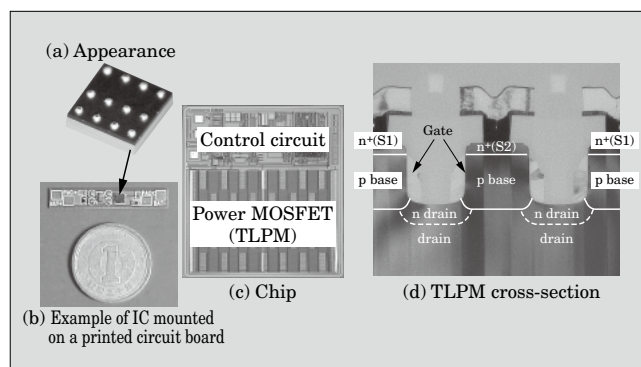 (a) Appearance
Control circuit
Power MOSFET
(TLPM)
(c) Chip
1
(b) Example of IC mounted
on a printed circuit board
Gate
n+(S1)
n+(S2)
n+(S1)
p base
p base
p base
n drain
n drain
drain
drain
(d) TLPM cross-section